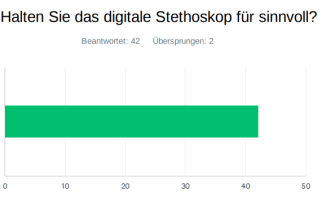 Halten Sie das digitale Stethoskop für sinnvoll?
Beantwortet: 42 Übersprungen: 2
0 10 20 30 40 50